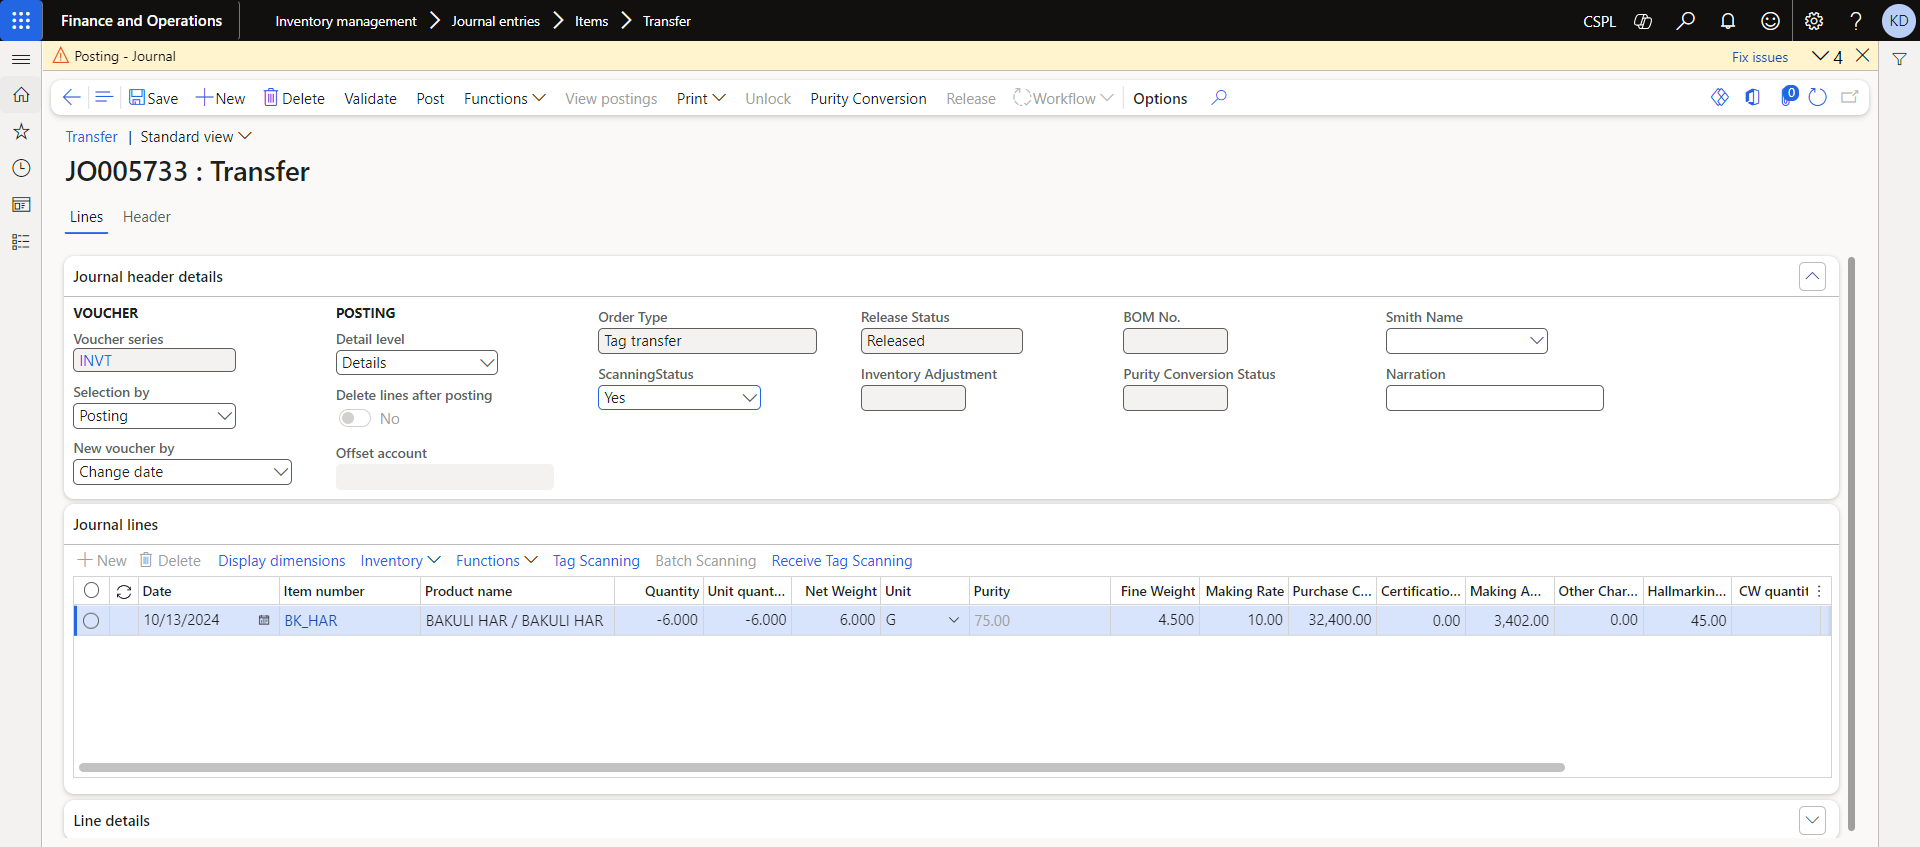 Finance and Operations
Inventory management
Journal entries
Items
Transfer
CSPL
KD
Posting - Journal
Fix issues
4
Save
New
Delete
Validate
Post
Functions
View postings
Print
Unlock
Purity Conversion
Release
Workflow
Options
0
Transfer | Standard view
JO005733 : Transfer
Lines
Header
Journal header details
VOUCHER
Voucher series
INVT
Selection by
Posting
New voucher by
Change date
POSTING
Detail level
Details
Delete lines after posting
No
Offset account
Order Type
Tag transfer
ScanningStatus
Yes
Release Status
Released
Inventory Adjustment
BOM No.
Purity Conversion Status
Smith Name
Narration
Journal lines
New
Delete
Display dimensions
Inventory
Functions
Tag Scanning
Batch Scanning
Receive Tag Scanning
Date Item number Product name Quantity Unit quant... Net Weight Unit Purity Fine Weight Making Rate Purchase C... Certificatio... Making A... Other Char... Hallmarkin... CW quantit
10/13/2024 BK_HAR BAKULI HAR / BAKULI HAR -6.000 -6.000 6.000 G 75.00 4.500 10.00 32,400.00 0.00 3,402.00 0.00 45.00
Line details